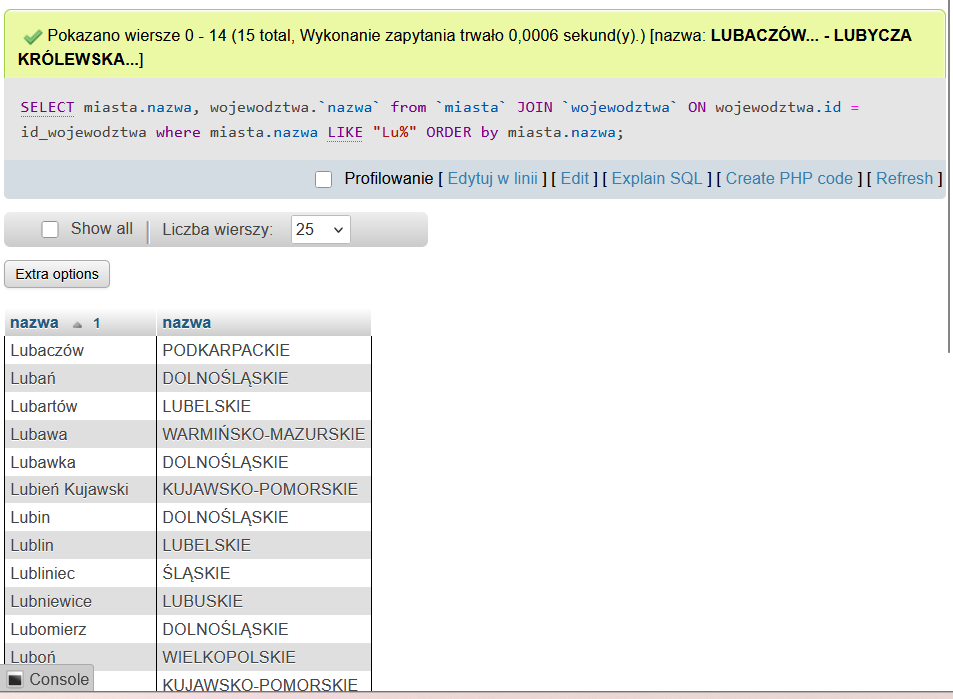 Pokazano wiersze 0 - 14 (15 total, Wykonanie zapytania trwało 0,0006 sekund(y).) [nazwa: LUBACZÓW... - LUBYCZA
KRÓLEWSKA...]
SELECT miasta.nazwa, wojewodztwa.`nazwa` from `miasta` JOIN `wojewodztwa` ON wojewodztwa.id =
id_wojewodztwa where miasta.nazwa LIKE "Lu%" ORDER by miasta.nazwa;
Profilowanie [ Edytuj w linii ] [ Edit ] [ Explain SQL ] [ Create PHP code ] [ Refresh ]
Show all Liczba wierszy: 25
Extra options
nazwa 1 nazwa
Lubaczów PODKARPACKIE
Lubań DOLNOŚLĄSKIE
Lubartów LUBELSKIE
Lubawa WARMIŃSKO-MAZURSKIE
Lubawka DOLNOŚLĄSKIE
Lubień Kujawski KUJAWSKO-POMORSKIE
Lubin DOLNOŚLĄSKIE
Lublin LUBELSKIE
Lubliniec ŚLĄSKIE
Lubniewice LUBUSKIE
Lubomierz DOLNOŚLĄSKIE
Luboń WIELKOPOLSKIE
Console KUJAWSKO-POMORSKIE